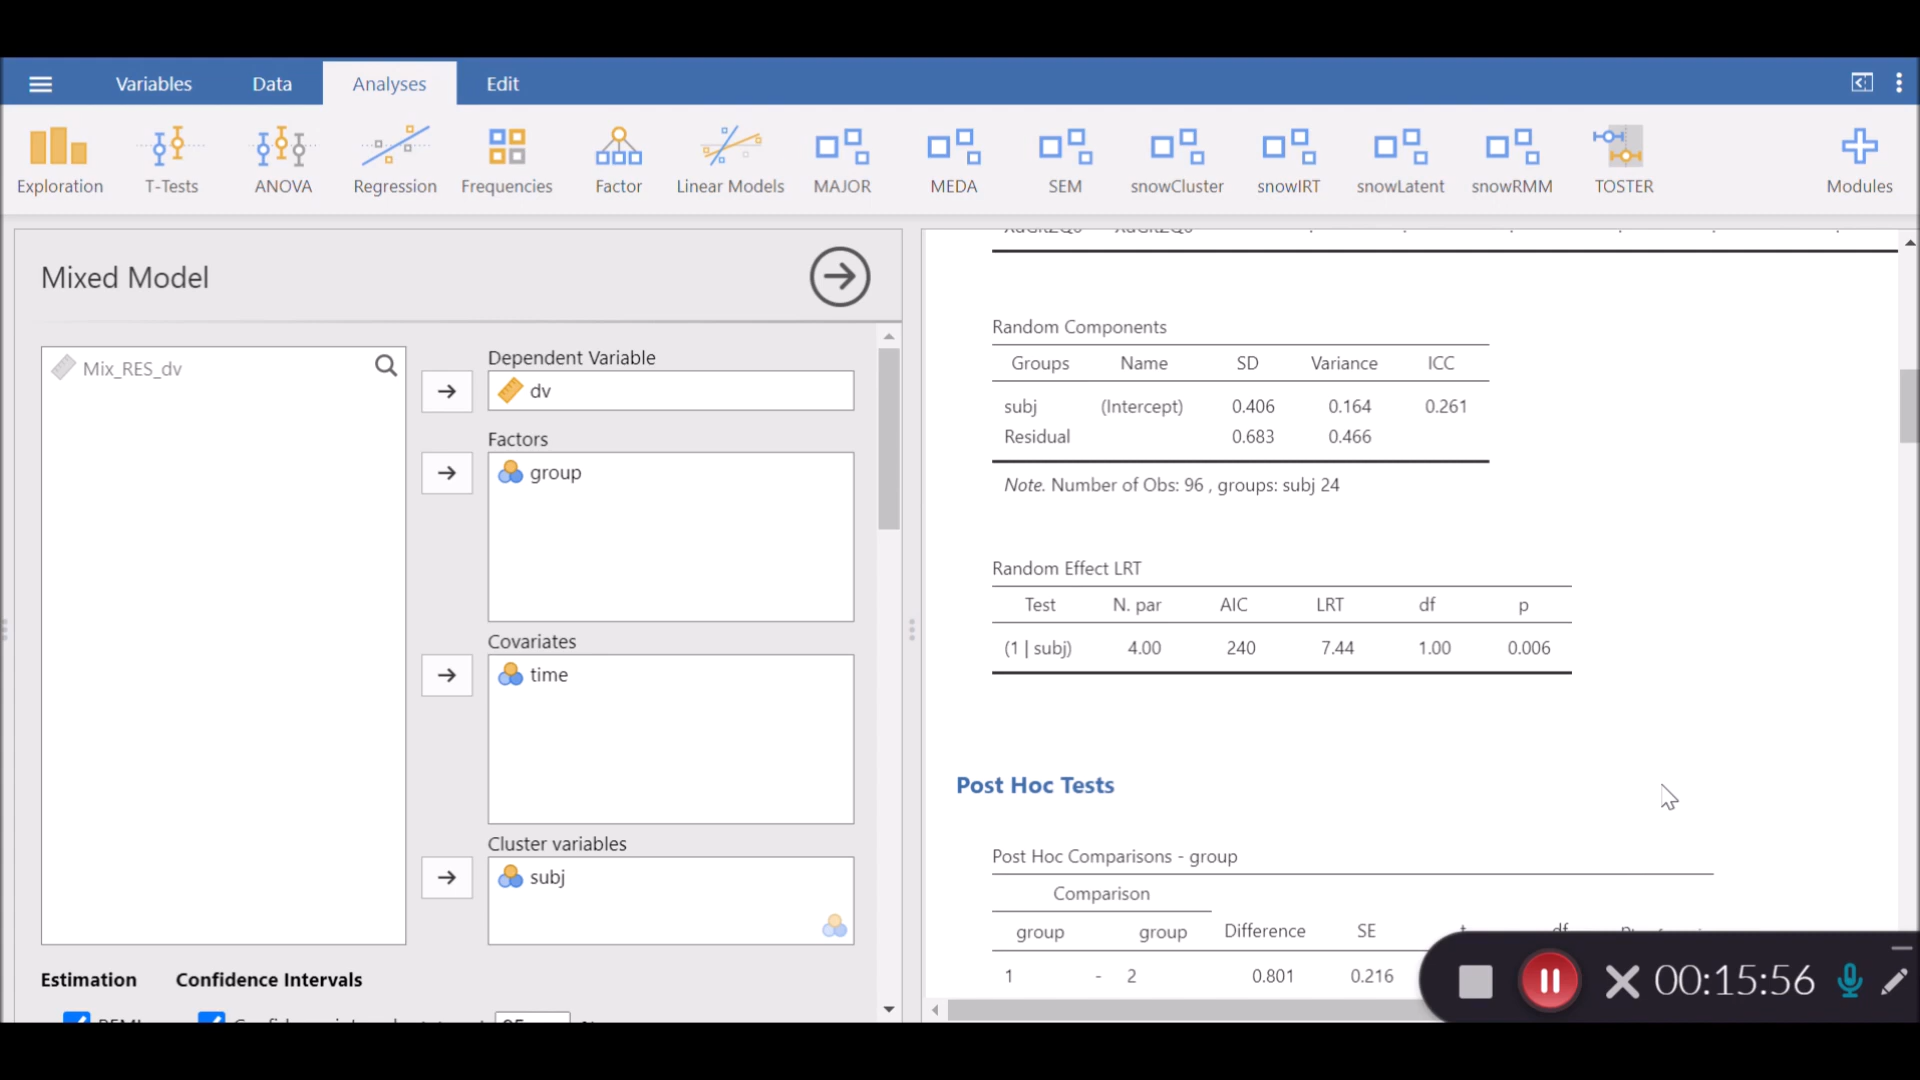 Variables Data Analyses Edit
Exploration T-Tests ANOVA Regression Frequencies Factor Linear Models MAJOR MEDA SEM snowCluster snowIRT snowLatent snowRMM TOSTER Modules
Mixed Model
Mix_RES_dv
Dependent Variable
dv
Factors
group
Covariates
time
Cluster variables
subj
Estimation Confidence Intervals
Random Components
Groups Name SD Variance ICC
subj (Intercept) 0.406 0.164 0.261
Residual 0.683 0.466
Note. Number of Obs: 96 , groups: subj 24
Random Effect LRT
Test N. par AIC LRT df p
(1 | subj) 4.00 240 7.44 1.00 0.006
Post Hoc Tests
Post Hoc Comparisons - group
Comparison
group group Difference SE
1 - 2 0.801 0.216
00:15:56